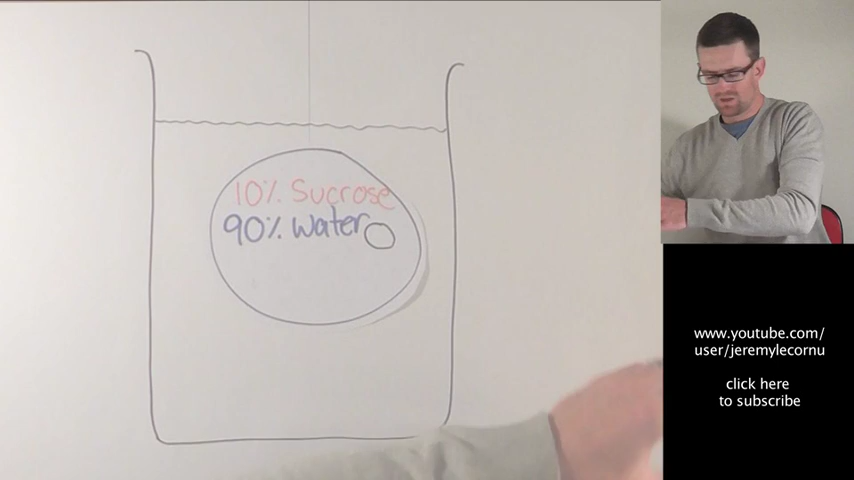 10% Sucrose
90% Water
www.youtube.com/
user/jeremylecornu
click here
to subscribe